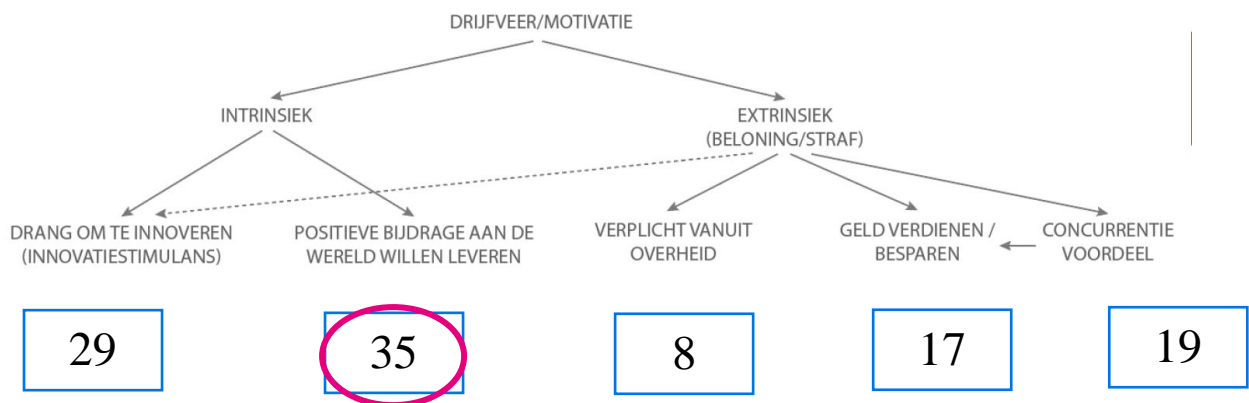 DRIJFVEER/MOTIVATIE
INTRINSIEK
EXTRINSIEK
(BELONING/STRAF)
DRANG OM TE INNOVEREN
(INNOVATIESTIMULANS)
POSITIEVE BIJDRAGE AAN DE
WERELD WILLEN LEVEREN
VERPLICHT VANUIT
OVERHEID
GELD VERDIENEN /
BESPAREN
CONCURRENTIE
VOORDEEL
29
35
8
17
19